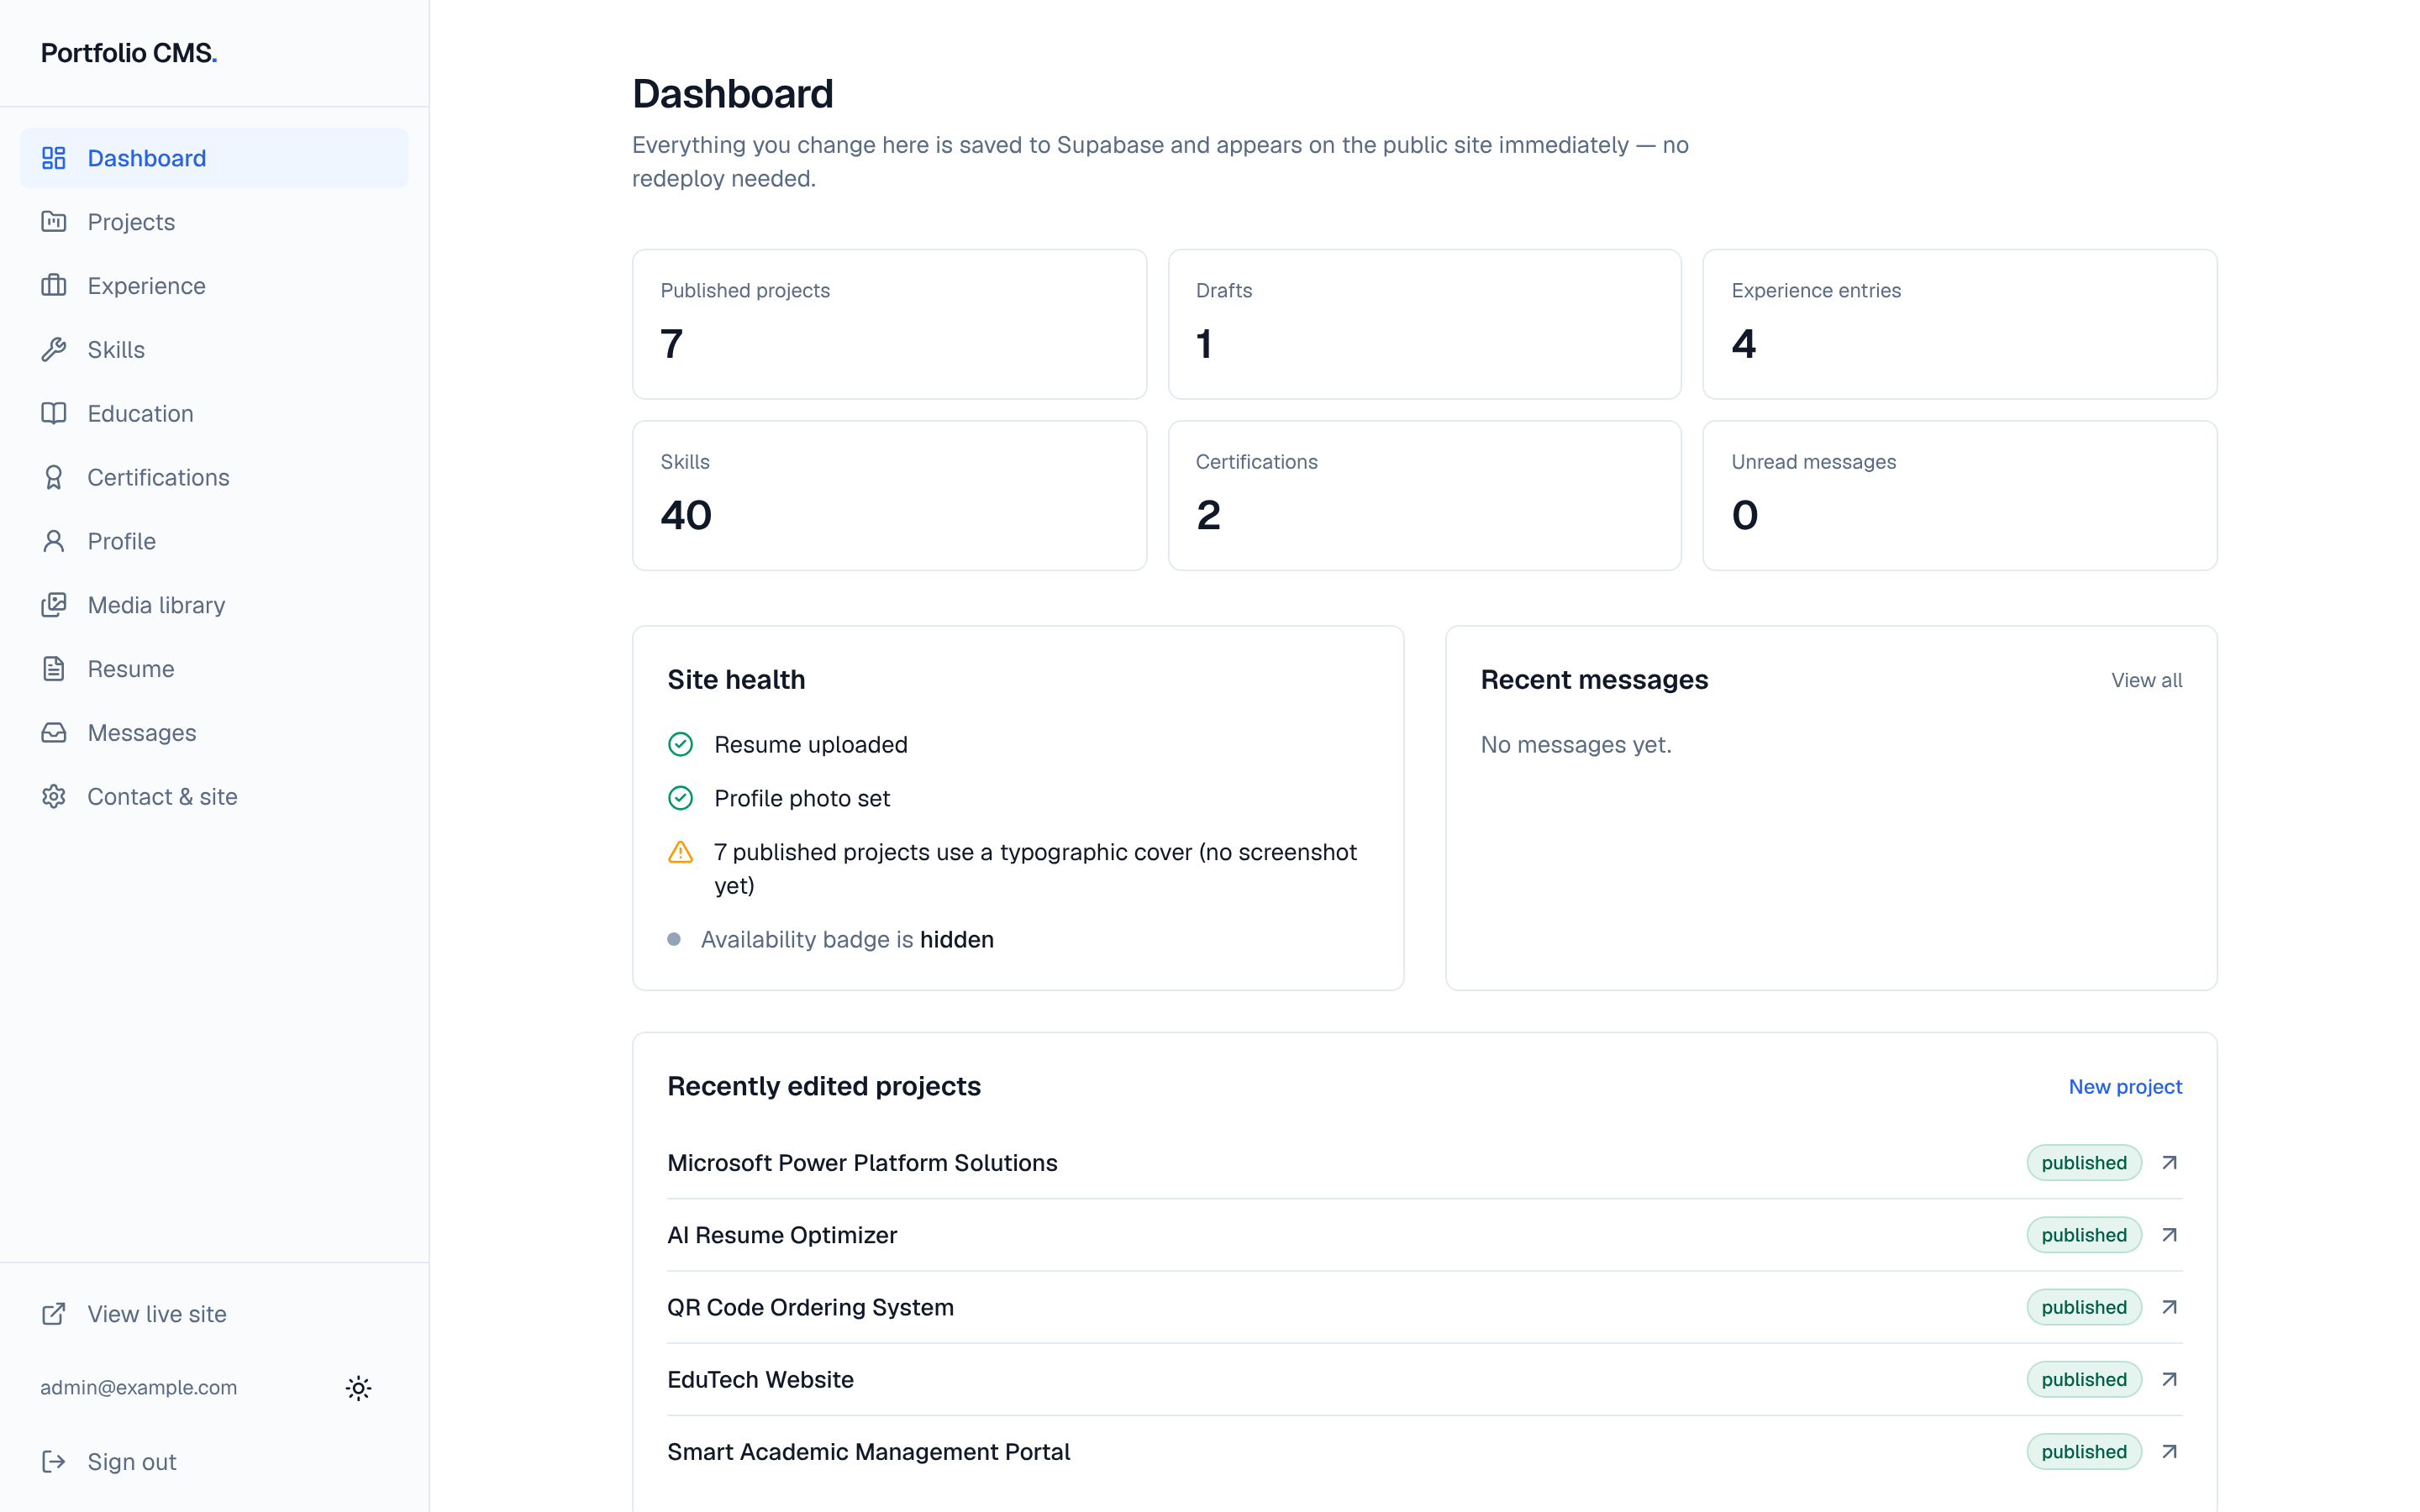 Portfolio CMS.
Dashboard
Projects
Experience
Skills
Education
Certifications
Profile
Media library
Resume
Messages
Contact & site
View live site
admin@example.com
Sign out
Dashboard
Everything you change here is saved to Supabase and appears on the public site immediately — no
redeploy needed.
Published projects
7
Drafts
1
Experience entries
4
Skills
40
Certifications
2
Unread messages
0
Site health
Resume uploaded
Profile photo set
7 published projects use a typographic cover (no screenshot
yet)
Availability badge is hidden
Recent messages
View all
No messages yet.
Recently edited projects
New project
Microsoft Power Platform Solutions
published
AI Resume Optimizer
published
QR Code Ordering System
published
EduTech Website
published
Smart Academic Management Portal
published